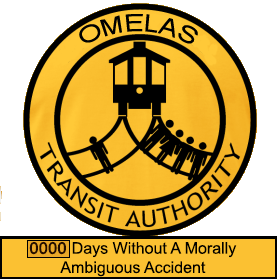 OMELAS
TRANSIT AUTHORITY
0000 Days Without A Morally
Ambiguous Accident